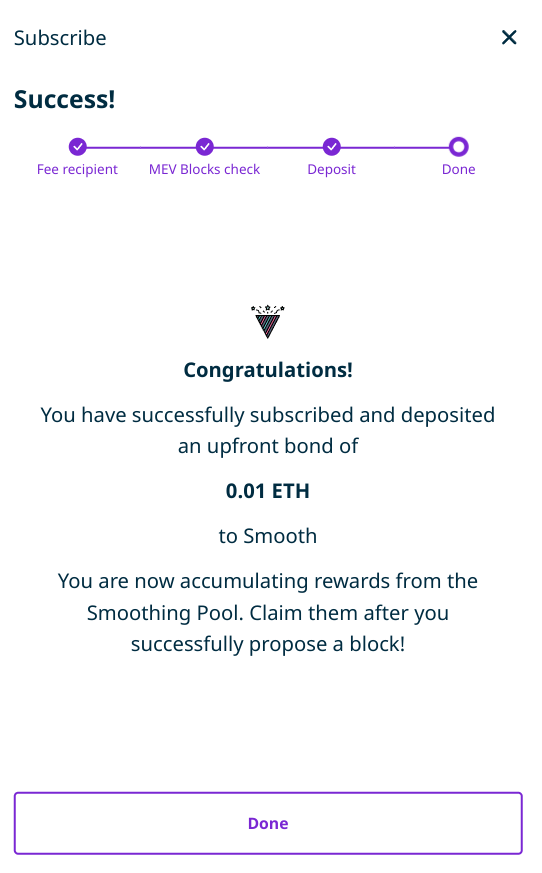 Subscribe
Success!
Fee recipient
MEV Blocks check
Deposit
Done
Congratulations!
You have successfully subscribed and deposited
an upfront bond of
0.01 ETH
to Smooth
You are now accumulating rewards from the
Smoothing Pool. Claim them after you
successfully propose a block!
Done